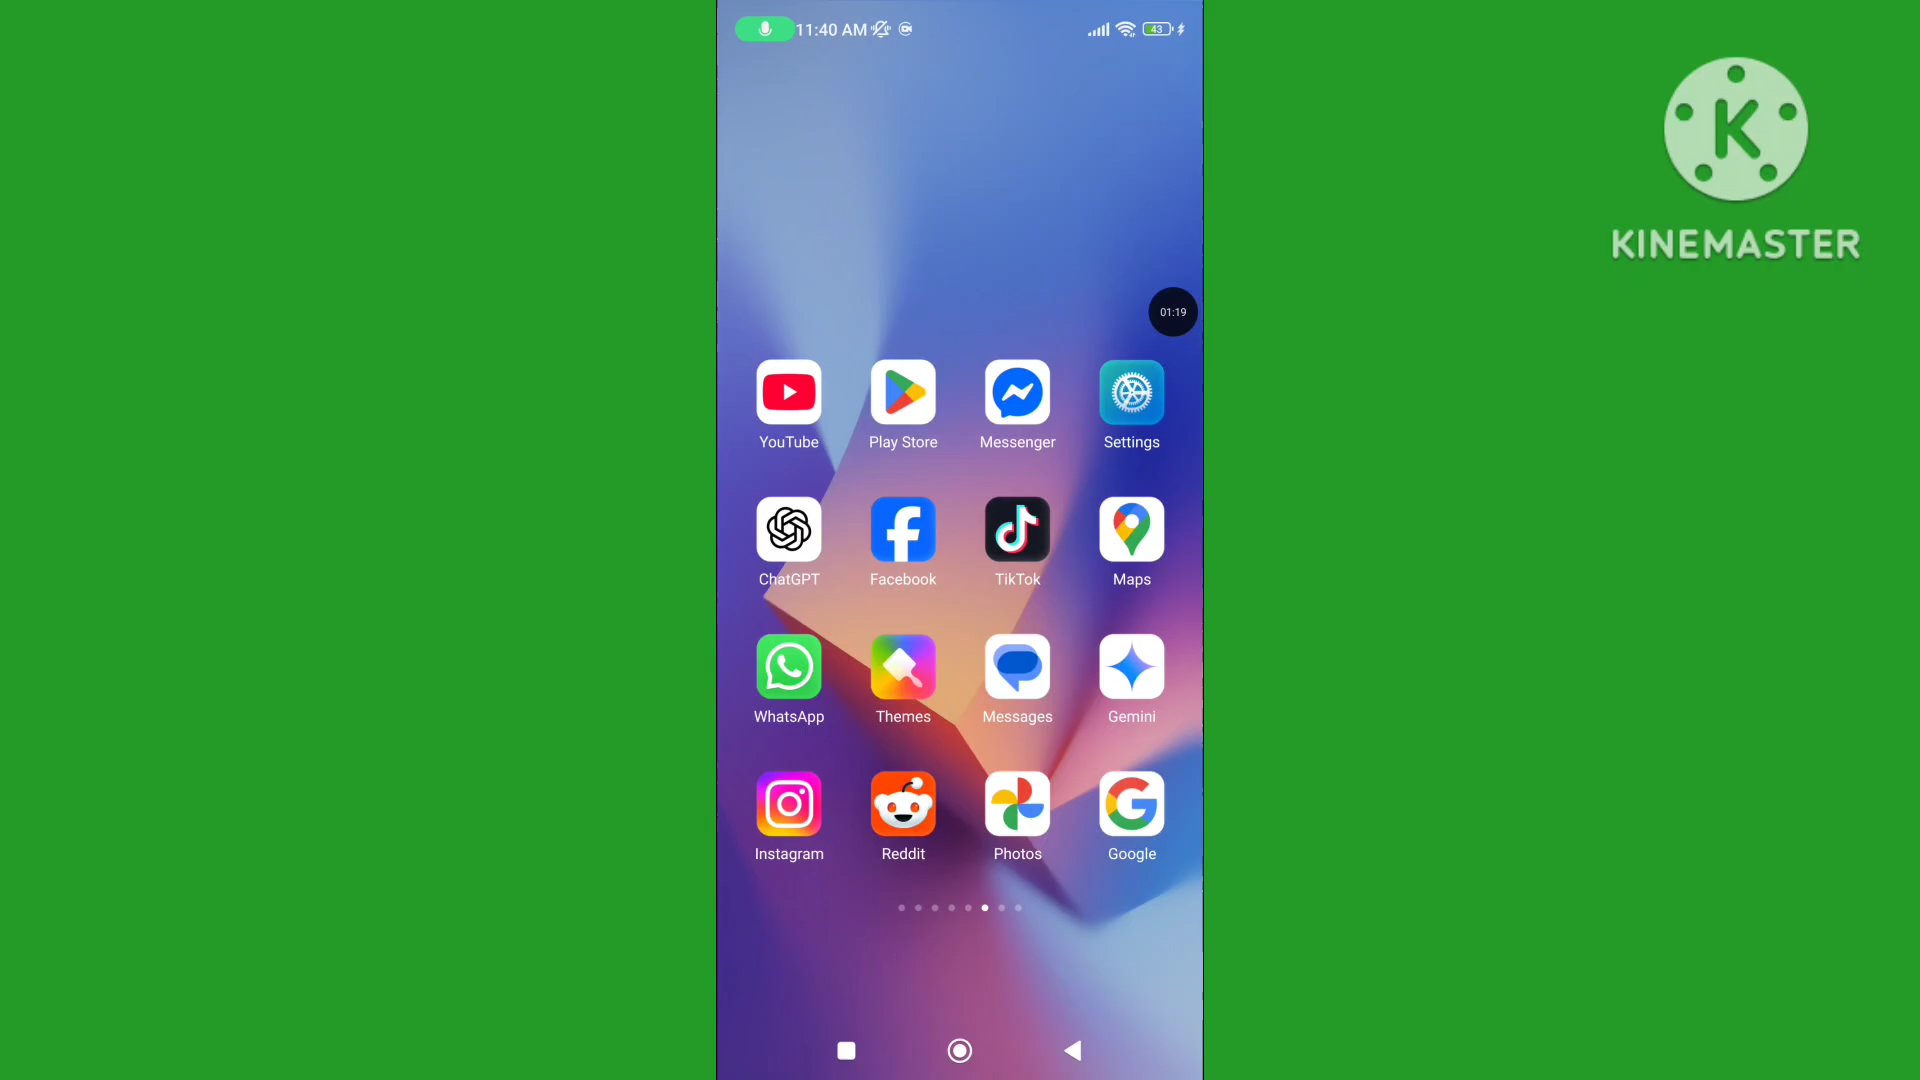 11:40 AM
43
K
KINEMASTER
01:19
YouTube
Play Store
Messenger
Settings
ChatGPT
Facebook
TikTok
Maps
WhatsApp
Themes
Messages
Gemini
Instagram
Reddit
Photos
Google